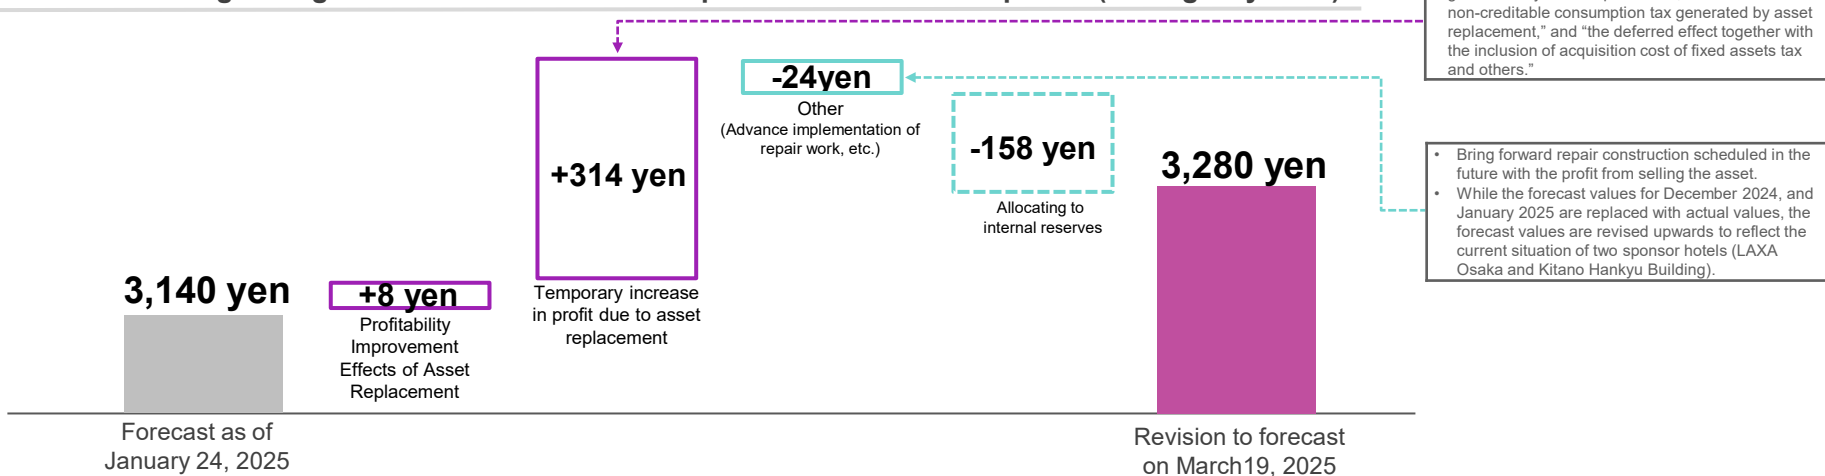 non-creditable consumption tax generated by asset
replacement,” and “the deferred effect together with
the inclusion of acquisition cost of fixed assets tax
and others.”
-24yen
Other
(Advance implementation of
repair work, etc.)
+314 yen
-158 yen
Allocating to
internal reserves
3,280 yen
• Bring forward repair construction scheduled in the
future with the profit from selling the asset.
• While the forecast values for December 2024, and
January 2025 are replaced with actual values, the
forecast values are revised upwards to reflect the
current situation of two sponsor hotels (LAXA
Osaka and Kitano Hankyu Building).
3,140 yen
+8 yen
Profitability
Improvement
Effects of Asset
Replacement
Temporary increase
in profit due to asset
replacement
Forecast as of
January 24, 2025
Revision to forecast
on March19, 2025